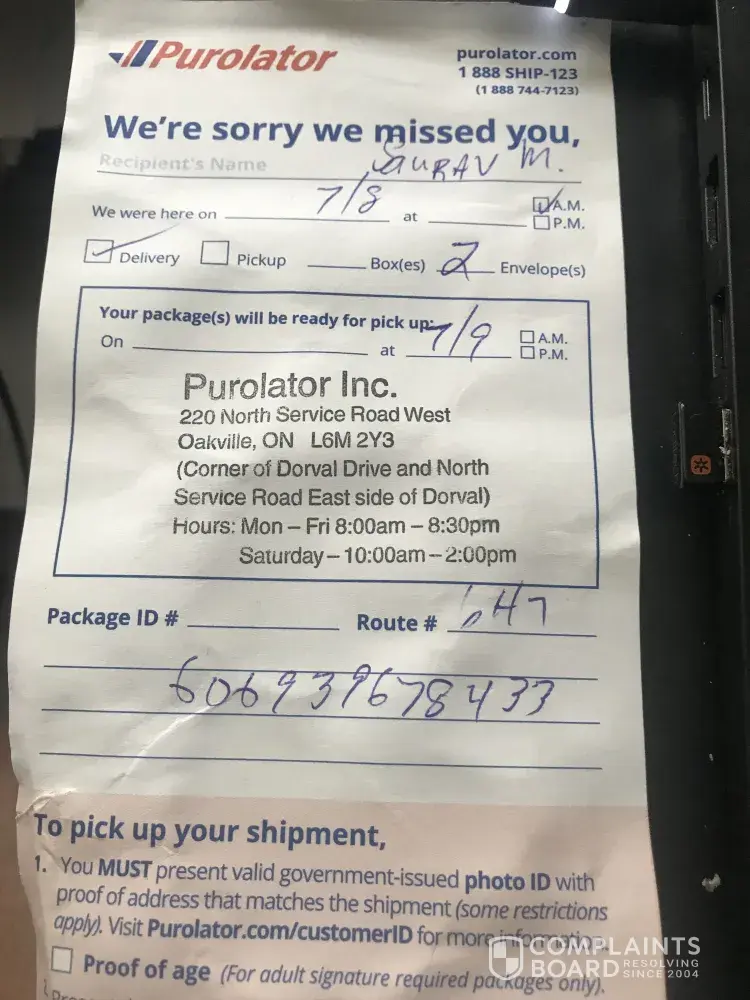 Purolator
purolator.com
1 888 SHIP-123
(1 888 744-7123)
We're sorry we missed you,
Recipient's Name SAURAV M.
We were here on 7/8 at A.M.
P.M.
Delivery Pickup Box(es) 2 Envelope(s)
Your package(s) will be ready for pick up:
On at 7/9 A.M.
P.M.
Purolator Inc.
220 North Service Road West
Oakville, ON L6M 2Y3
(Corner of Dorval Drive and North
Service Road East side of Dorval)
Hours: Mon – Fri 8:00am – 8:30pm
Saturday – 10:00am – 2:00pm
Package ID # Route # 647
606939678433
To pick up your shipment,
1. You MUST present valid government-issued photo ID with
proof of address that matches the shipment (some restrictions
apply). Visit Purolator.com/customerID for more information.
Proof of age (For adult signature required packages only).
COMPLAINTS
BOARD RESOLVING
SINCE 2004